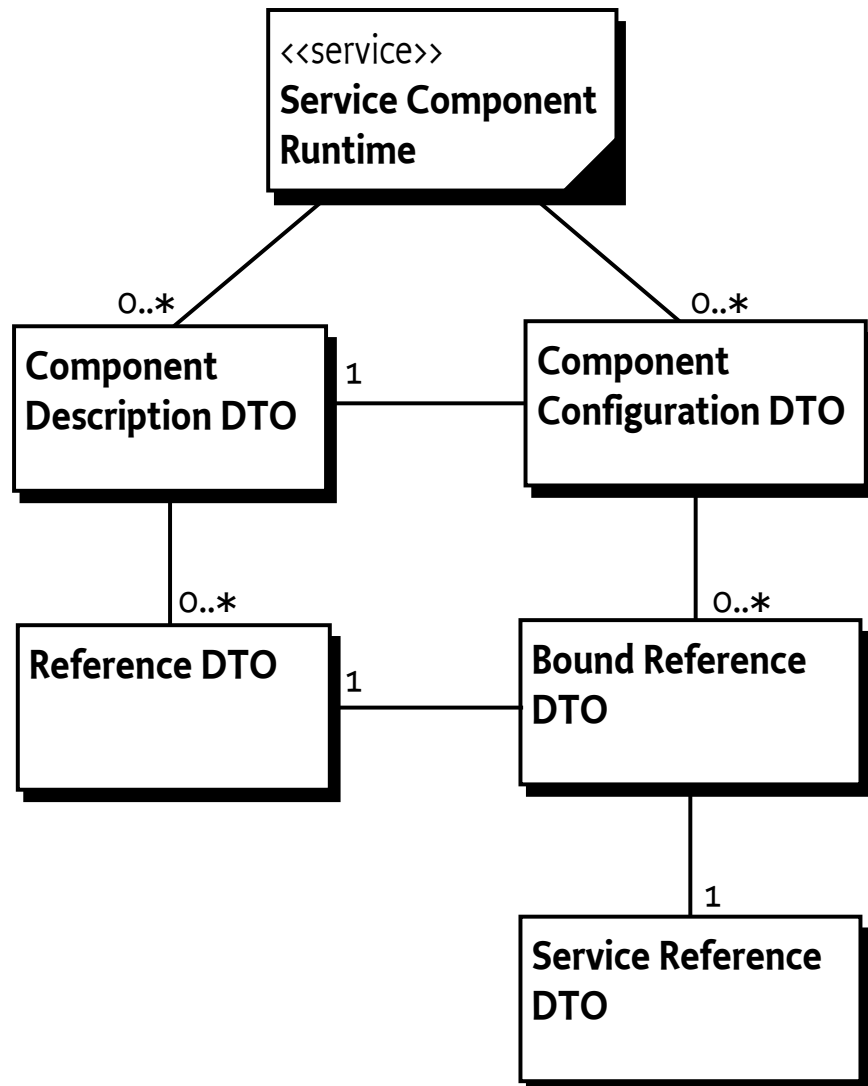 <<service>>
Service Component
Runtime
0..*
0..*
Component
Description DTO
1
Component
Configuration DTO
0..*
0..*
Reference DTO
1
Bound Reference
DTO
1
Service Reference
DTO